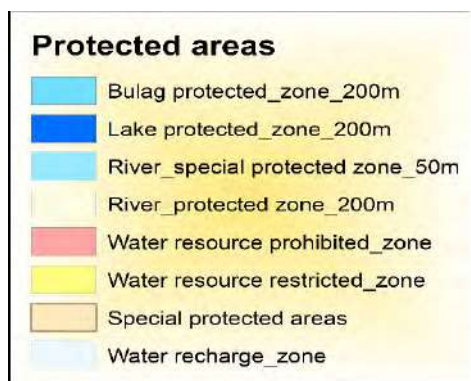 Protected areas
Bulag protected_zone_200m
Lake protected_zone_200m
River_special protected zone_50m
River_protected zone_200m
Water resource prohibited_zone
Water resource restricted_zone
Special protected areas
Water recharge_zone